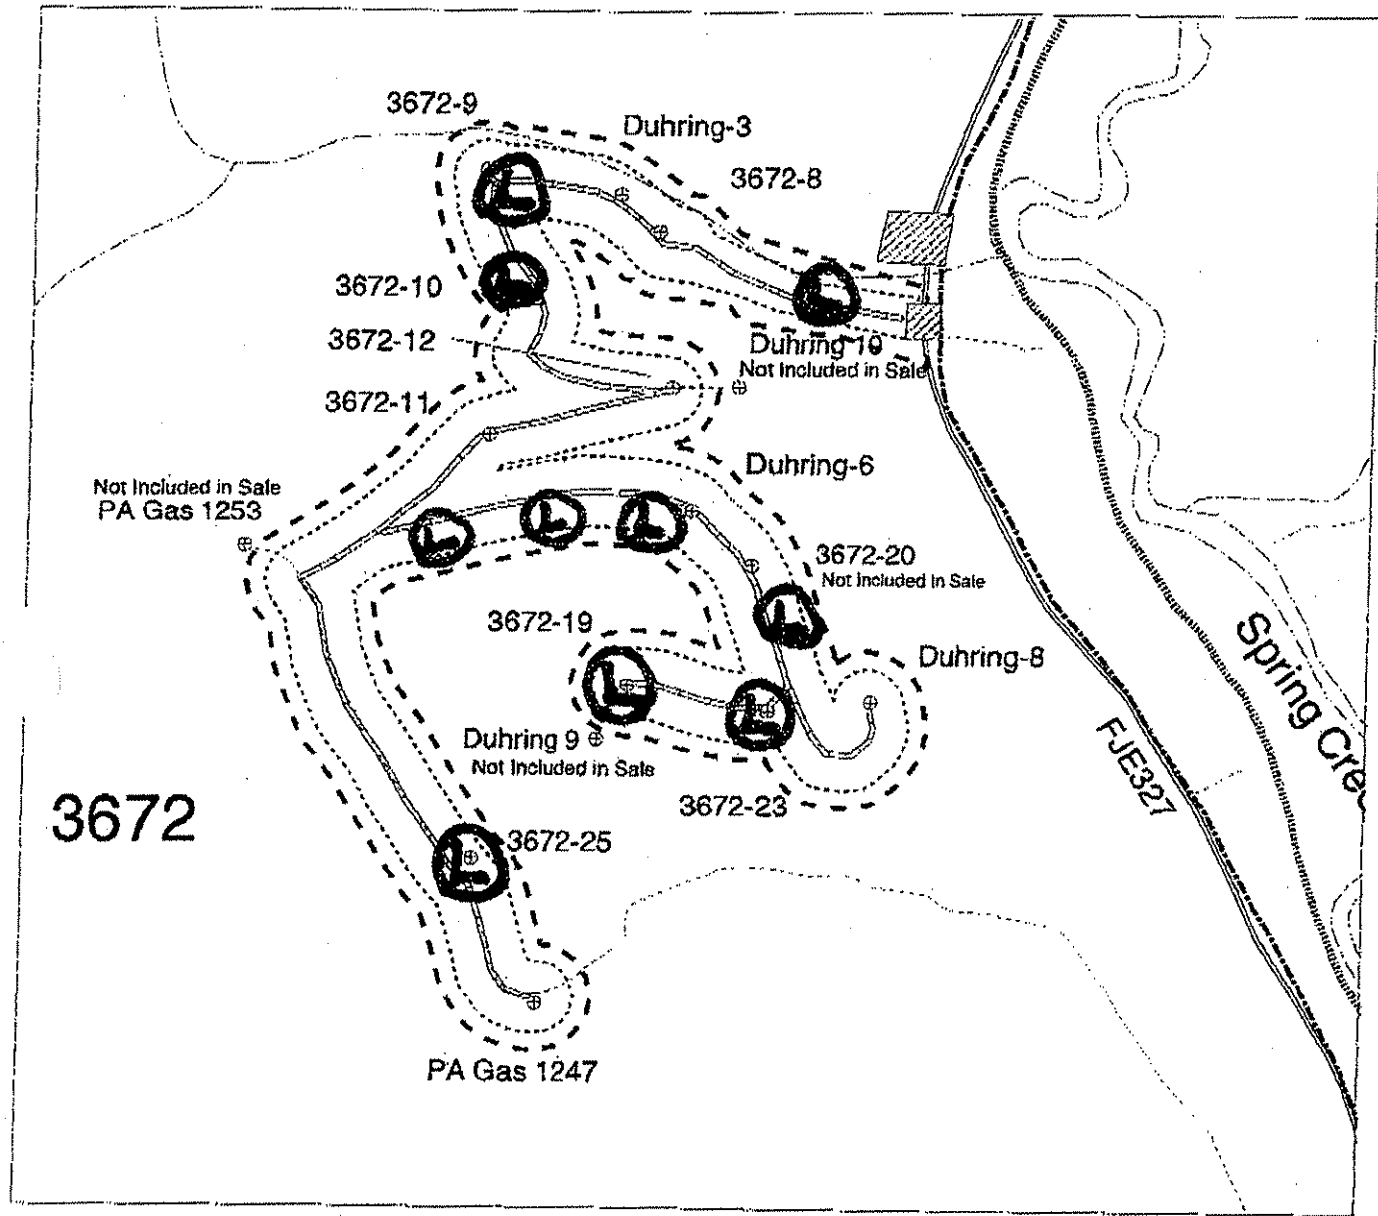 3672-9
Duhring-3
3672-8
L
3672-10
L
L
3672-12
Duhring 10
Not Included in Sale
3672-11
Duhring-6
Not Included in Sale
PA Gas 1253
L
L
L
3672-20
Not Included in Sale
L
3672-19
Duhring-8
L
L
Duhring 9
Not Included in Sale
3672-23
3672
3672-25
L
PA Gas 1247
FJE327
Spring Cree